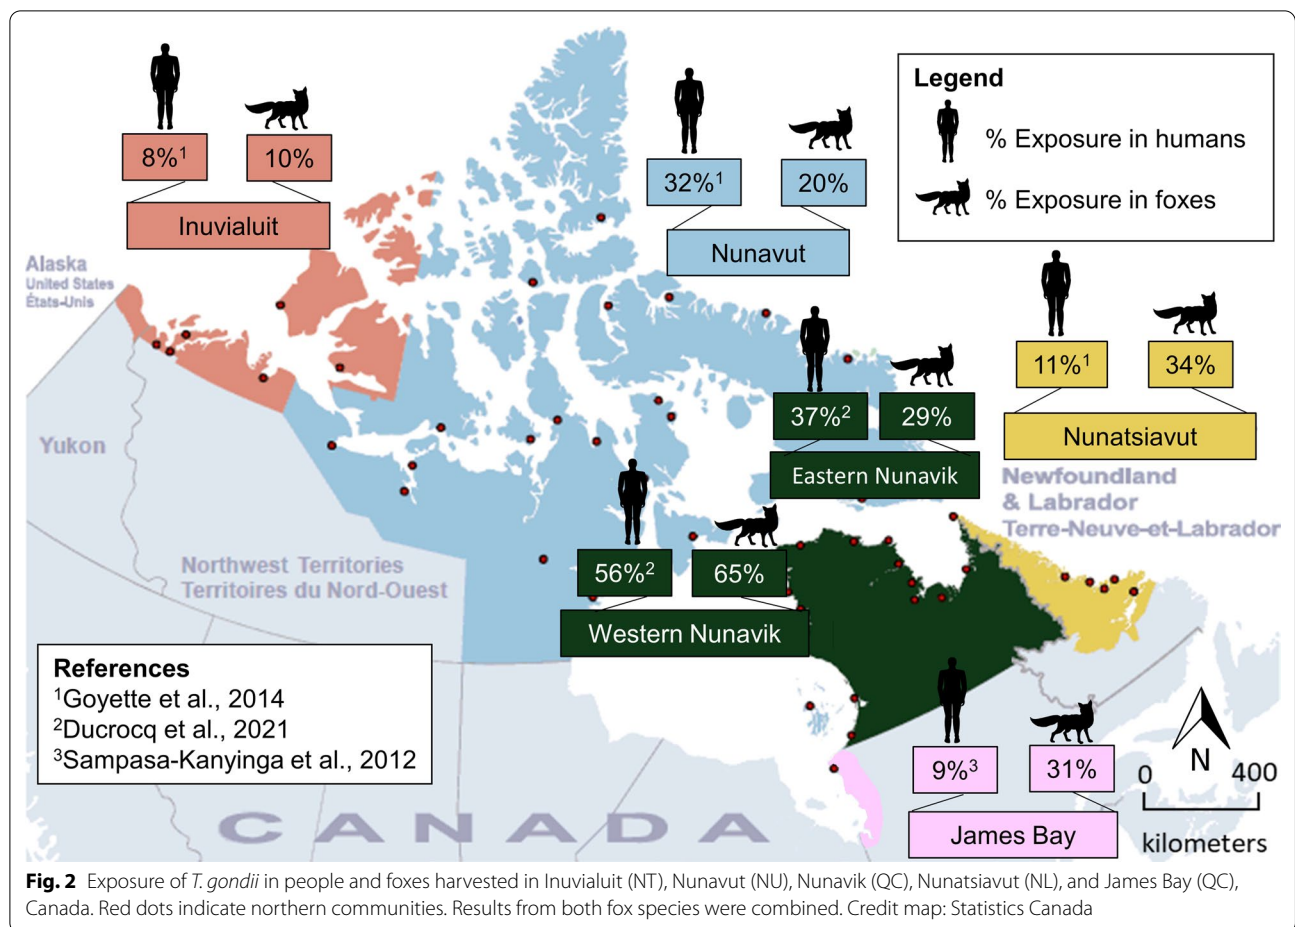 8%1
10%
Inuvialuit
32%1
20%
Nunavut
Legend
% Exposure in humans
% Exposure in foxes
Alaska
United States
États-Unis
11%1
34%
Nunatsiavut
37%2
29%
Eastern Nunavik
Yukon
Newfoundland
& Labrador
Terre-Neuve-et-Labrador
Northwest Territories
Territoires du Nord-Ouest
56%2
65%
Western Nunavik
References
1Goyette et al., 2014
2Ducrocq et al., 2021
3Sampasa-Kanyinga et al., 2012
9%3
31%
James Bay
N
0 400
kilometers
CANADA
Fig. 2 Exposure of T. gondii in people and foxes harvested in Inuvialuit (NT), Nunavut (NU), Nunavik (QC), Nunatsiavut (NL), and James Bay (QC),
Canada. Red dots indicate northern communities. Results from both fox species were combined. Credit map: Statistics Canada